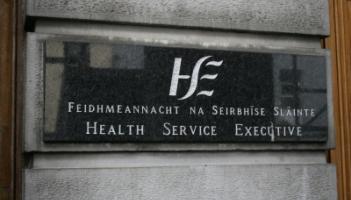 HSE
FEIDHMEANNACHT NA SEIRBHÍSE SLÁINTE
HEALTH SERVICE EXECUTIVE